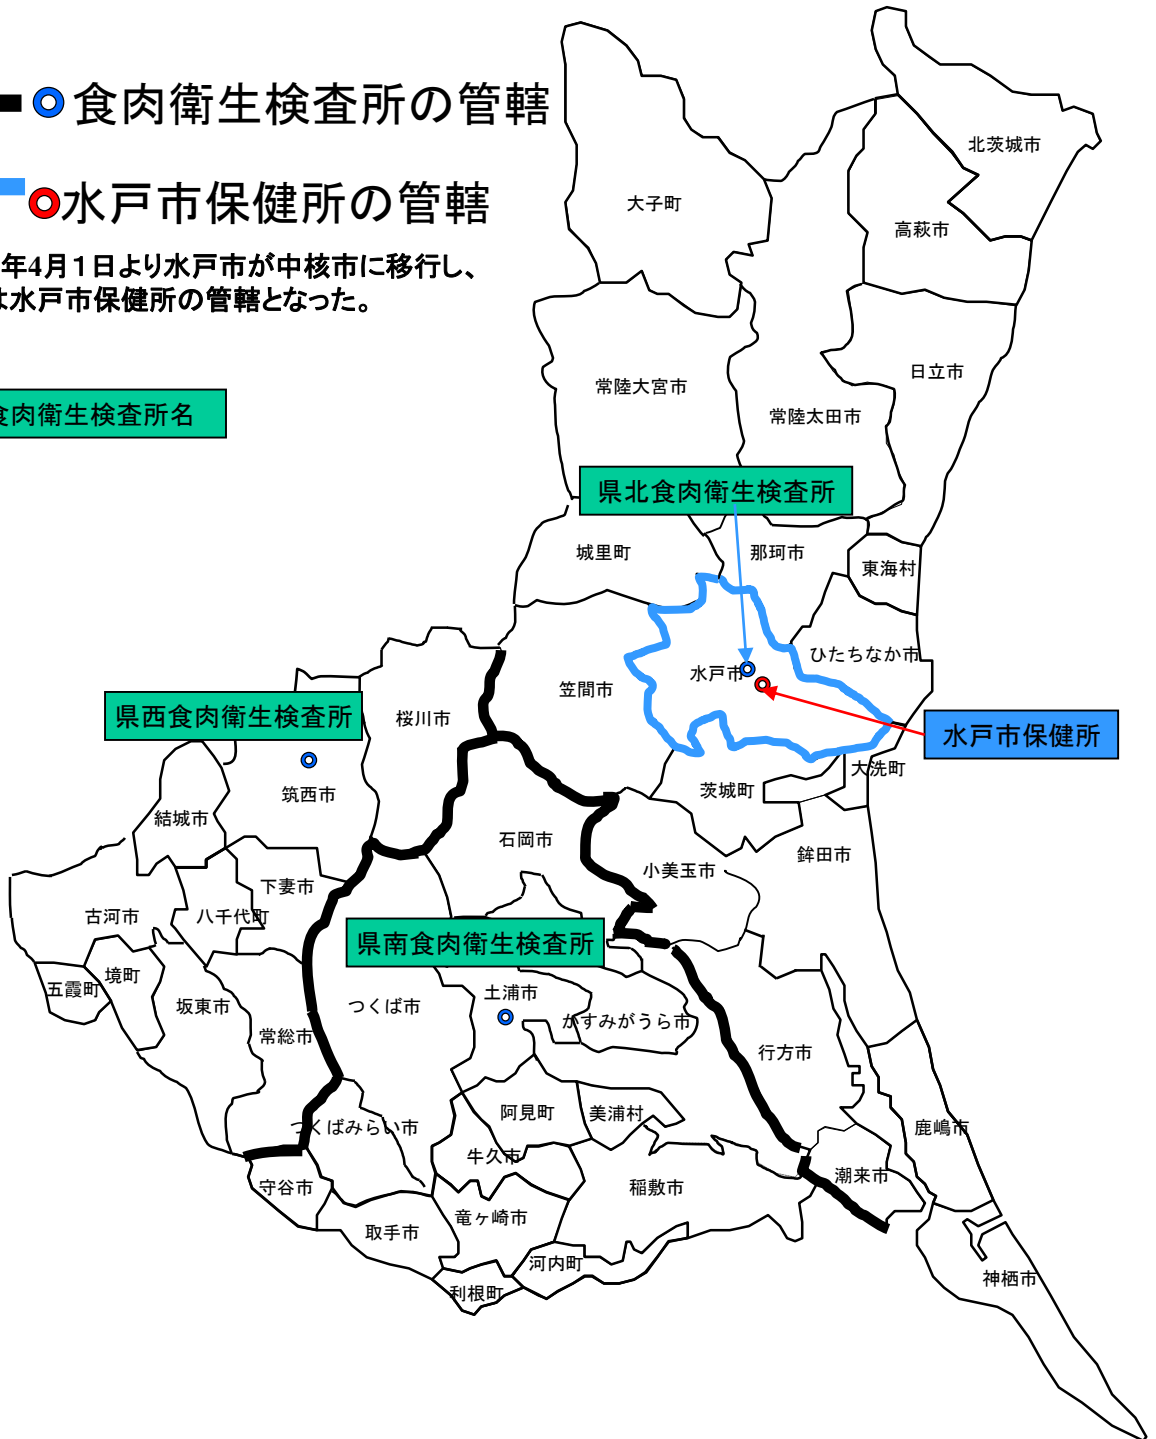 食肉衛生検査所の管轄
水戸市保健所の管轄
年4月１日より水戸市が中核市に移行し、
は水戸市保健所の管轄となった。
食肉衛生検査所名
北茨城市
大子町
高萩市
日立市
常陸大宮市
常陸太田市
県北食肉衛生検査所
城里町
那珂市
東海村
ひたちなか市
水戸市
笠間市
県西食肉衛生検査所
桜川市
水戸市保健所
大洗町
茨城町
筑西市
結城市
石岡市
鉾田市
小美玉市
下妻市
古河市
八千代町
県南食肉衛生検査所
境町
五霞町
坂東市
つくば市
土浦市
かすみがうら市
常総市
行方市
阿見町
美浦村
つくばみらい市
鹿嶋市
牛久市
潮来市
守谷市
稲敷市
竜ヶ崎市
取手市
河内町
神栖市
利根町